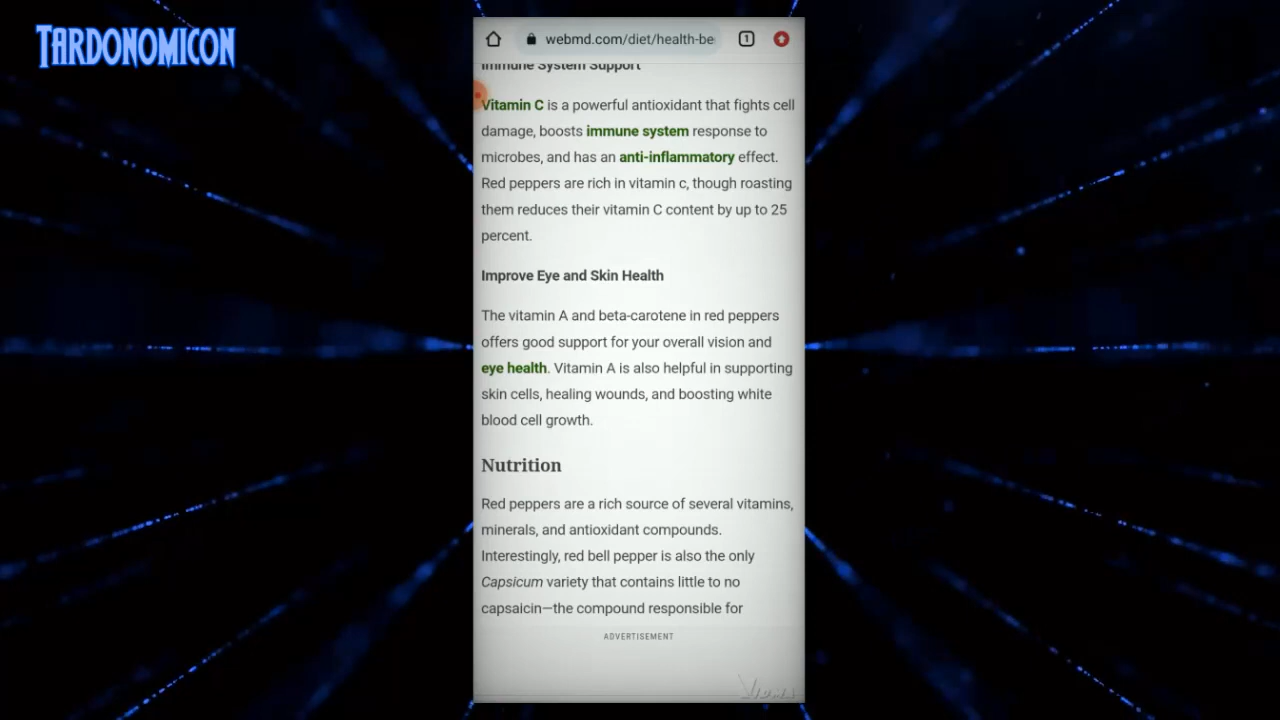 TARDONOMICON
webmd.com/diet/health-be
1
Immune System Support
Vitamin C is a powerful antioxidant that fights cell
damage, boosts immune system response to
microbes, and has an anti-inflammatory effect.
Red peppers are rich in vitamin c, though roasting
them reduces their vitamin C content by up to 25
percent.
Improve Eye and Skin Health
The vitamin A and beta-carotene in red peppers
offers good support for your overall vision and
eye health. Vitamin A is also helpful in supporting
skin cells, healing wounds, and boosting white
blood cell growth.
Nutrition
Red peppers are a rich source of several vitamins,
minerals, and antioxidant compounds.
Interestingly, red bell pepper is also the only
Capsicum variety that contains little to no
capsaicin—the compound responsible for
ADVERTISEMENT